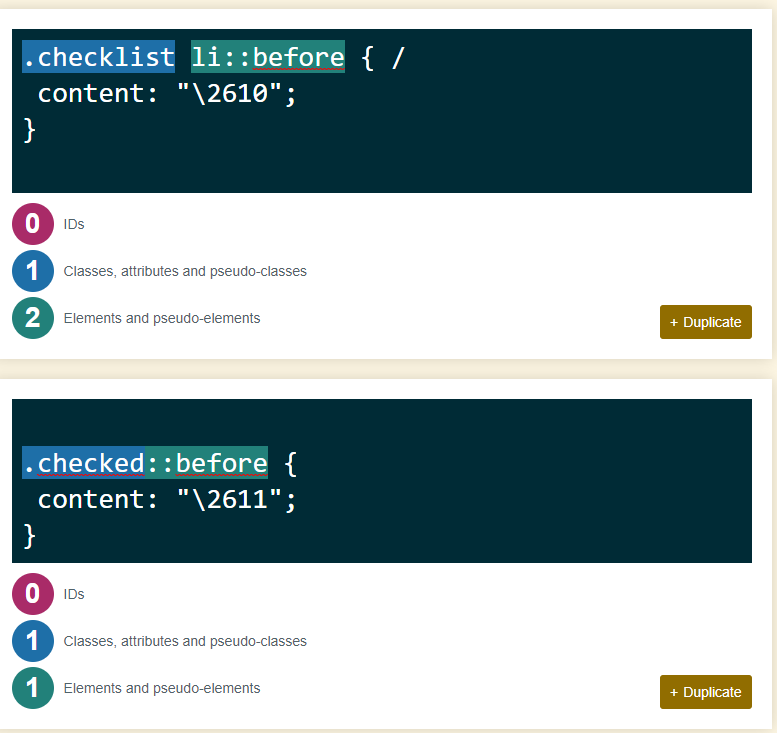 .checklist li::before { /
content: "\2610";
}
0 IDs
1 Classes, attributes and pseudo-classes
2 Elements and pseudo-elements
+ Duplicate
.checked::before {
content: "\2611";
}
0 IDs
1 Classes, attributes and pseudo-classes
1 Elements and pseudo-elements
+ Duplicate